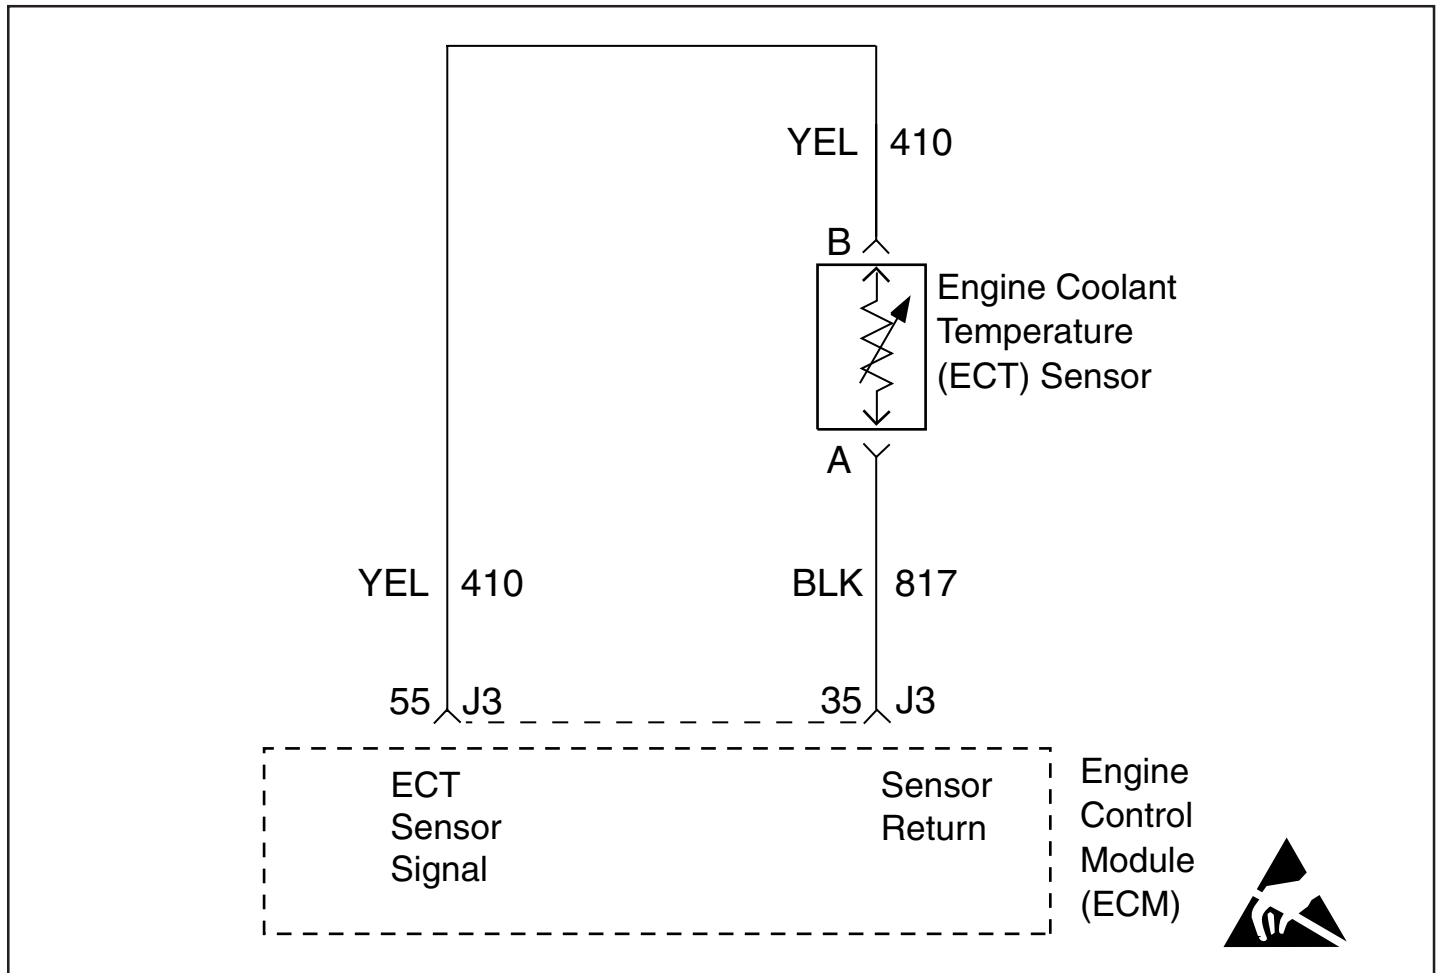 YEL 410
B
Engine Coolant
Temperature
(ECT) Sensor
A
YEL 410
BLK 817
55 J3
35 J3
ECT
Sensor
Signal
Sensor
Return
Engine
Control
Module
(ECM)